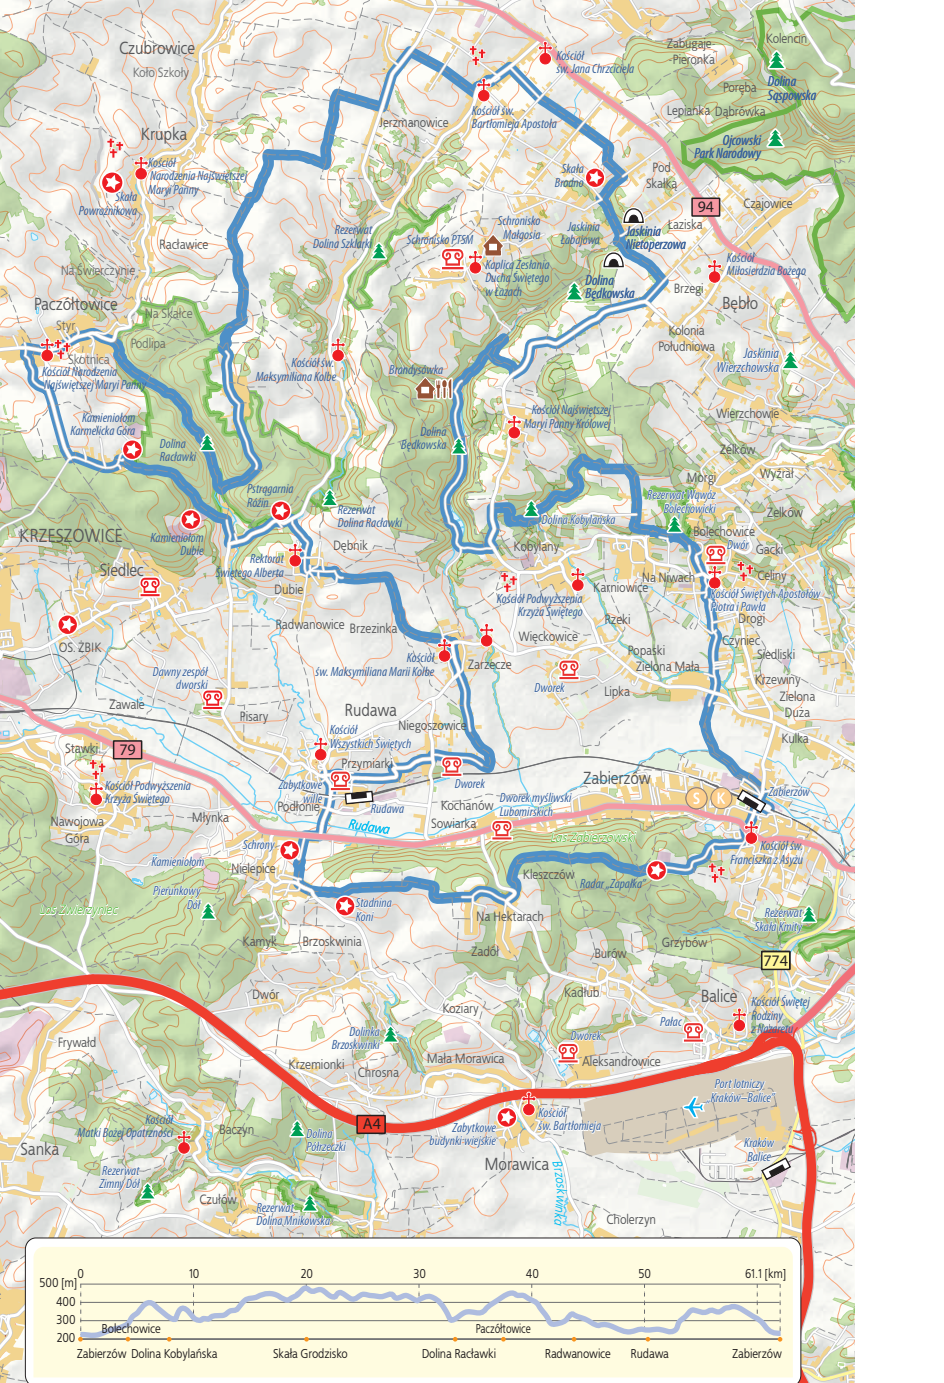 Czubrowice
Koło Szkoły
Krupka
Kościół
Narodzenia Najświętszej
Maryi Panny
Skała
Powroźnikowa
Racławice
Na Świerczynie
Paczółtowice
Na Skałce
Styr
Podlipa
Skotnica
Kościół Narodzenia
Najświętszej Maryi Panny
Kamieniołom
Karmelicka Góra
Dolina
Racławki
Jerzmanowice
Kościół
św. Jana Chrzciciela
Kościół św.
Bartłomieja Apostoła
Skała
Bradno
Zabugaje
Pieronka
Kolencin
Dolina
Sąspowska
Poręba
Lepianka
Dąbrówka
Ojcowski
Park Narodowy
Pod
Skałką
94
Czajowice
Łaziska
Jaskinia
Nietoperzowa
Jaskinia
Łabajowa
Dolina
Będkowska
Kościół
Miłosierdzia Bożego
Brzegi
Bębło
Kolonia
Południowa
Jaskinia
Wierzchowska
Wierzchowie
Rezerwat
Dolina Szklarki
Schronisko PTSM
Schronisko
Małgosia
Kaplica Zesłania
Ducha Świętego
w Łazach
Kościół św.
Maksymiliana Kolbe
Brandysówka
Dolina
Będkowska
Kościół Najświętszej
Maryi Panny Królowej
Żelków
Wyźrał
Morgi
Rezerwat Wąwóz
Bolechowicki
Żelków
Bolechowice
Dwór
Gacki
Celiny
Dolina Kobylańska
Kobylany
Na Niwach
Karniowice
Kościół Świętych Apostołów
Piotra i Pawła
Drogi
Kościół Podwyższenia
Krzyża Świętego
Rzeki
Więckowice
Popaski
Zielona Mała
Czyniec
Siedliski
Krzewiny
Zielona
Duża
Kulka
Lipka
Dworek
Pstrągarnia
Różin
Rezerwat
Dolina Racławki
KRZESZOWICE
Kamieniołom
Dubie
Siedlec
Rektorat
Świętego Alberta
Dębnik
Dubie
Radwanowice
Brzezinka
OS. ŻBIK
Kościół
św. Maksymiliana Marii Kolbe
Zarzecze
Dawny zespół
dworski
Zawale
Pisary
Rudawa
Niegoszowice
Kościół
Wszystkich Świętych
Przymiarki
Stawki
79
Kościół Podwyższenia
Krzyża Świętego
Nawojowa
Góra
Młynka
Zabytkowe
wille
Podłonie
Rudawa
Rudawa
Dworek
Kochanów
Sowiarka
Dworek myśliwski
Lubomirskich
Zabierzów
S
K
Zabierzów
Las Zabierzowski
Kościół św.
Franciszka z Asyżu
Schrony
Kamieniołom
Nielepice
Pierunkowy
Dół
Las Zwierzyniec
Stadnina
Koni
Kleszczów
Radar „Zapałka”
Na Hektarach
Rezerwat
Skała Kmity
Kamyk
Brzoskwinia
Zadół
Grzybów
Burów
774
Dwór
Koziary
Kadłub
Balice
Kościół Świętej
Rodziny
z Nazaretu
Pałac
Frywałd
Dolinka
Brzoskwinki
Krzemionki
Chrosna
Mała Morawica
Dworek
Aleksandrowice
Port lotniczy
„Kraków–Balice”
A4
Kościół
św. Bartłomieja
Zabytkowe
budynki wiejskie
Morawica
Kraków
Balice
Kościół
Matki Bożej Opatrzności
Baczyn
Dolina
Półrzeczki
Sanka
Rezerwat
Zimny Dół
Czułów
Rezerwat
Dolina Mnikowska
Brzoskwinka
Cholerzyn
0 10 20 30 40 50 61.1 [km]
500 [m]
400
300
200
Bolechowice
Paczółtowice
Zabierzów
Dolina Kobylańska
Skała Grodzisko
Dolina Racławki
Radwanowice
Rudawa
Zabierzów